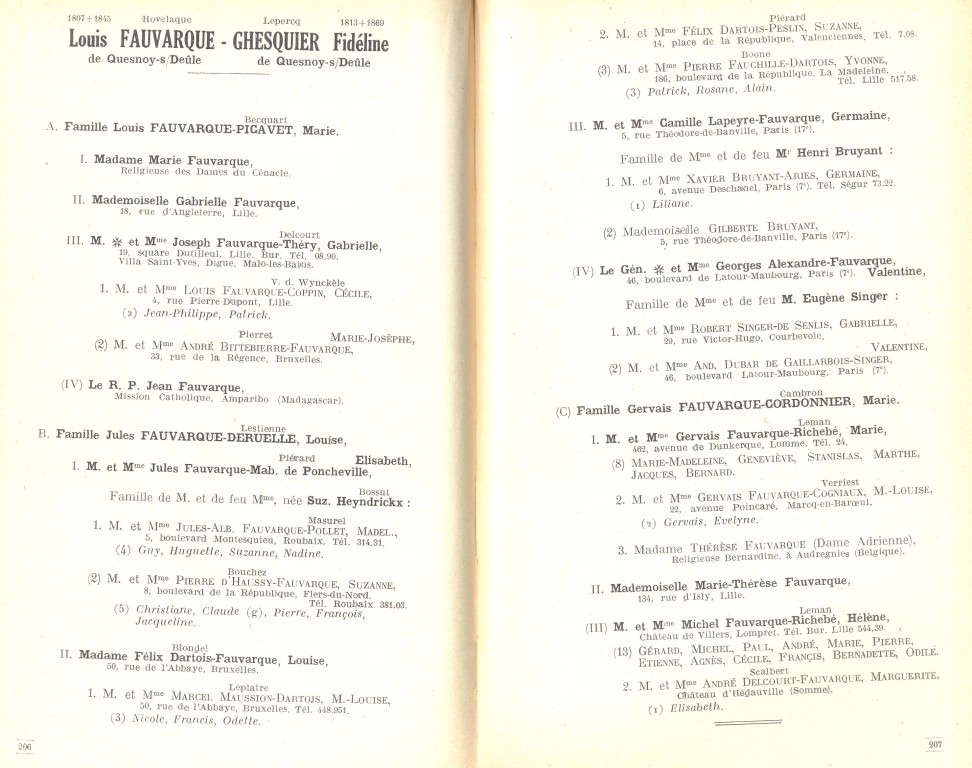 1807+1845 Hovelaque Lepercq 1813+1869
Louis FAUVARQUE - GHESQUIER Fidéline
de Quesnoy-s/Deûle de Quesnoy-s/Deûle
Becquart
A. Famille Louis FAUVARQUE-PICAVET, Marie.
I. Madame Marie Fauvarque,
Religieuse des Dames du Cénacle.
II. Mademoiselle Gabrielle Fauvarque,
18, rue d'Angleterre, Lille.
Delcourt
III. M. ✻ et Mme Joseph Fauvarque-Théry, Gabrielle,
19, square Dutilleul, Lille. Bur. Tél. 08.90.
Villa Saint-Yves, Digue, Malo-les-Bains.
V. d. Wynckèle
1. M. et Mme LOUIS FAUVARQUE-COPPIN, CÉCILE,
4, rue Pierre-Dupont, Lille.
(2) Jean-Philippe, Patrick.
Pierret MARIE-JOSÈPHE,
(2) M. et Mme ANDRÉ BITTEBIERRE-FAUVARQUE,
33, rue de la Régence, Bruxelles.
(IV) Le R. P. Jean Fauvarque,
Mission Catholique, Amparibo (Madagascar).
Lestienne
B. Famille Jules FAUVARQUE-DERUELLE, Louise,
Piérard Elisabeth,
I. M. et Mme Jules Fauvarque-Mab. de Poncheville,
Bossut
Famille de M. et de feu Mme, née Suz. Heyndrickx :
Masurel
1. M. et Mme JULES-ALB. FAUVARQUE-POLLET, MADEL.,
5, boulevard Montesquieu, Roubaix. Tél. 314.31.
(4) Guy, Huguette, Suzanne, Nadine.
Bouchez
(2) M. et Mme PIERRE D'HAUSSY-FAUVARQUE, SUZANNE,
8, boulevard de la République, Flers-du-Nord.
Tél. Roubaix 381.03.
(5) Christiane, Claude (g), Pierre, François,
Jacqueline.
Blondel
II. Madame Félix Dartois-Fauvarque, Louise,
50, rue de l'Abbaye, Bruxelles.
Leplatre
1. M. et Mme MARCEL MAUSSION-DARTOIS, M.-LOUISE,
50, rue de l'Abbaye, Bruxelles, Tél. 448.951.
(3) Nicole, Francis, Odette.
206
Piérard
2. M. et Mme FÉLIX DARTOIS-PESLIN, SUZANNE,
14, place de la République, Valenciennes. Tél. 7.08.
Boone
(3) M. et Mme PIERRE FAUCHILLE-DARTOIS, YVONNE,
186, boulevard de la République, La Madeleine.
Tél. Lille 517.58.
(3) Patrick, Rosane, Alain.
III. M. et Mme Camille Lapeyre-Fauvarque, Germaine,
5, rue Théodore-de-Banville, Paris (17e).
Famille de Mme et de feu Mr Henri Bruyant :
1. M. et Mme XAVIER BRUYANT-ARIES, GERMAINE,
6, avenue Deschanel, Paris (7e). Tél. Ségur 73.22.
(1) Liliane.
(2) Mademoiselle GILBERTE BRUYANT,
5, rue Théodore-de-Banville, Paris (17e).
(IV) Le Gén. ✻ et Mme Georges Alexandre-Fauvarque,
46, boulevard de Latour-Maubourg, Paris (7e). Valentine,
Famille de Mme et de feu M. Eugène Singer :
1. M. et Mme ROBERT SINGER-DE SENLIS, GABRIELLE,
29, rue Victor-Hugo, Courbevoie.
VALENTINE,
(2) M. et Mme AND. DUBAR DE GAILLARBOIS-SINGER,
46, boulevard Latour-Maubourg, Paris (7e).
Cambron
(C) Famille Gervais FAUVARQUE-CORDONNIER, Marie.
Leman
I. M. et Mme Gervais Fauvarque-Richebé, Marie,
462, avenue de Dunkerque, Lomme. Tél. 24.
(8) MARIE-MADELEINE, GENEVIÈVE, STANISLAS, MARTHE,
JACQUES, BERNARD.
Verriest
2. M. et Mme GERVAIS FAUVARQUE-COGNIAUX, M.-LOUISE,
22, avenue Poincaré, Marcq-en-Barœul.
(2) Gervais, Evelyne.
3. Madame THÉRÈSE FAUVARQUE (Dame Adrienne),
Religieuse Bernardine, à Audregnies (Belgique).
II. Mademoiselle Marie-Thérèse Fauvarque,
134, rue d'Isly, Lille.
Leman
(III) M. et Mme Michel Fauvarque-Richebé, Hélène,
Château de Villers, Lompret. Tél. Bur. Lille 544.39.
(13) GÉRARD, MICHEL, PAUL, ANDRÉ, MARIE, PIERRE,
ETIENNE, AGNÈS, CÉCILE, FRANÇIS, BERNADETTE, ODILE.
Scalbert
2. M. et Mme ANDRÉ DELCOURT-FAUVARQUE, MARGUERITE,
Château d'Hédauville (Somme).
(1) Elisabeth.
207